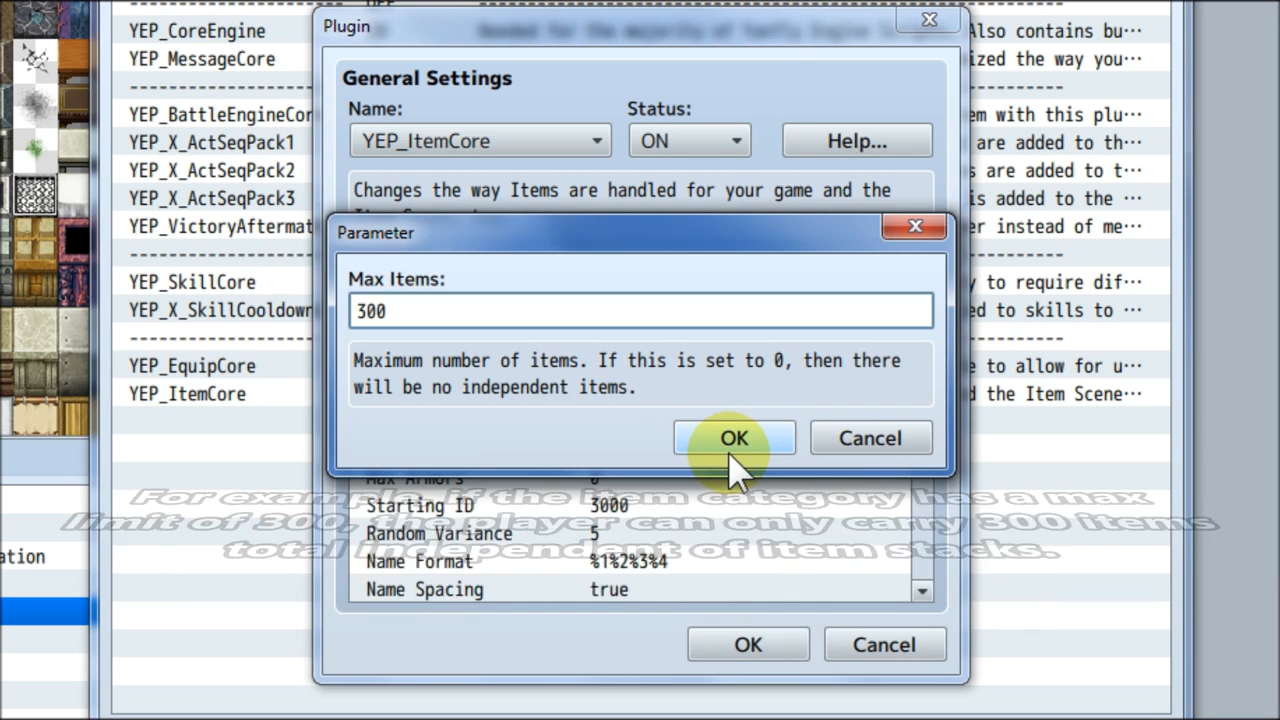 Plugin
YEP_CoreEngine
Also contains bu⋯
General Settings
YEP_MessageCore
ized the way you⋯
Name:
Status:
YEP_BattleEngineCor
em with this plu⋯
YEP_ItemCore
ON
Help...
YEP_X_ActSeqPack1
are added to th⋯
YEP_X_ActSeqPack2
s are added to t⋯
Changes the way Items are handled for your game and the
YEP_X_ActSeqPack3
is added to the ⋯
YEP_VictoryAftermat
er instead of me⋯
Parameter
Max Items:
YEP_SkillCore
y to require dif⋯
300
YEP_X_SkillCooldown
ed to skills to ⋯
Maximum number of items. If this is set to 0, then there
will be no independent items.
YEP_EquipCore
e to allow for u⋯
YEP_ItemCore
d the Item Scene⋯
OK
Cancel
Max Armors 0
For example, if the item category has a max
limit of 300, the player can only carry 300 items
total independent of item stacks.
Starting ID 3000
Random Variance 5
Name Format %1%2%3%4
ation
Name Spacing true
OK
Cancel